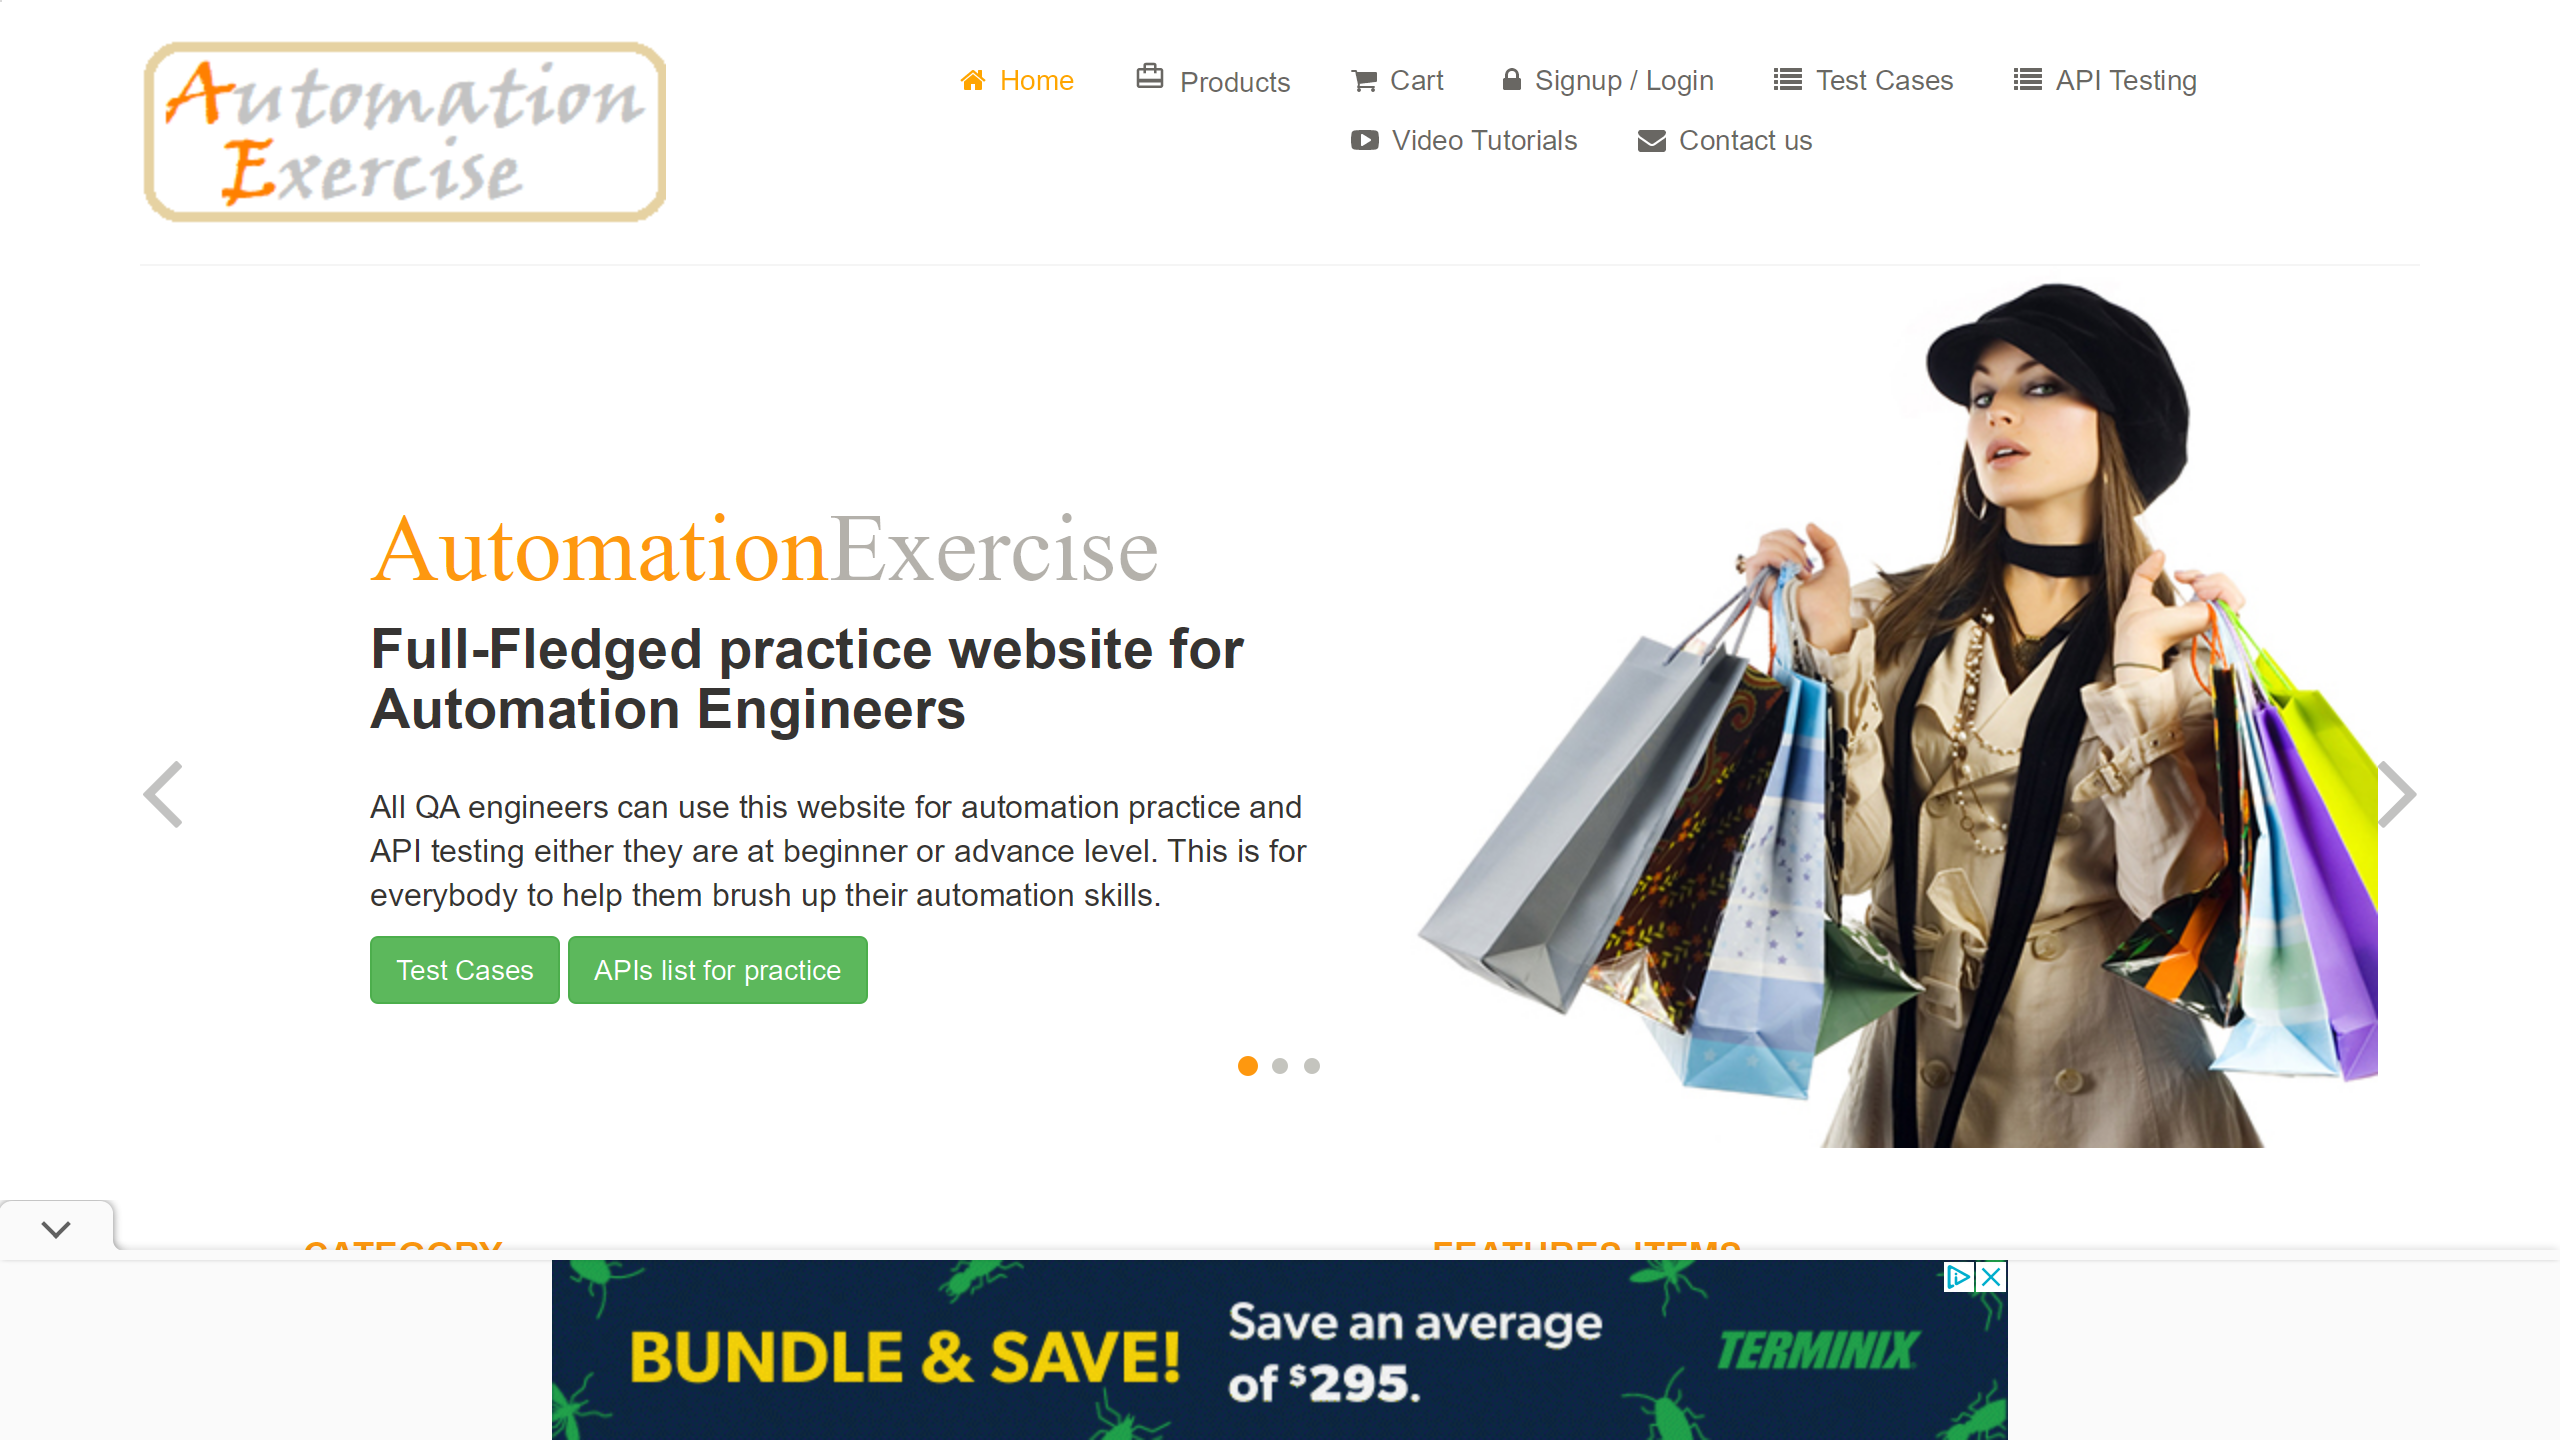 Automation
Exercise
Home
Products
Cart
Signup / Login
Test Cases
API Testing
Video Tutorials
Contact us
AutomationExercise
Full-Fledged practice website for
Automation Engineers
All QA engineers can use this website for automation practice and
API testing either they are at beginner or advance level. This is for
everybody to help them brush up their automation skills.
Test Cases
APIs list for practice
CATEGORY
FEATURES ITEMS
BUNDLE & SAVE!
Save an average
of $295.
TERMINIX